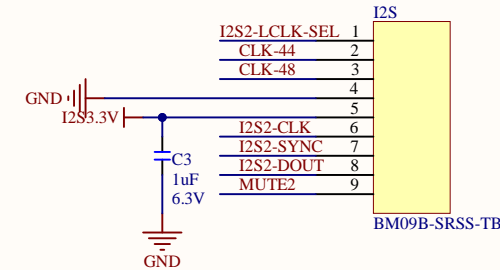 I2S
I2S2-LCLK-SEL 1
CLK-44 2
CLK-48 3
GND 4
I2S3.3V 5
I2S2-CLK 6
I2S2-SYNC 7
I2S2-DOUT 8
MUTE2 9
C3
1uF
6.3V
BM09B-SRSS-TB
GND